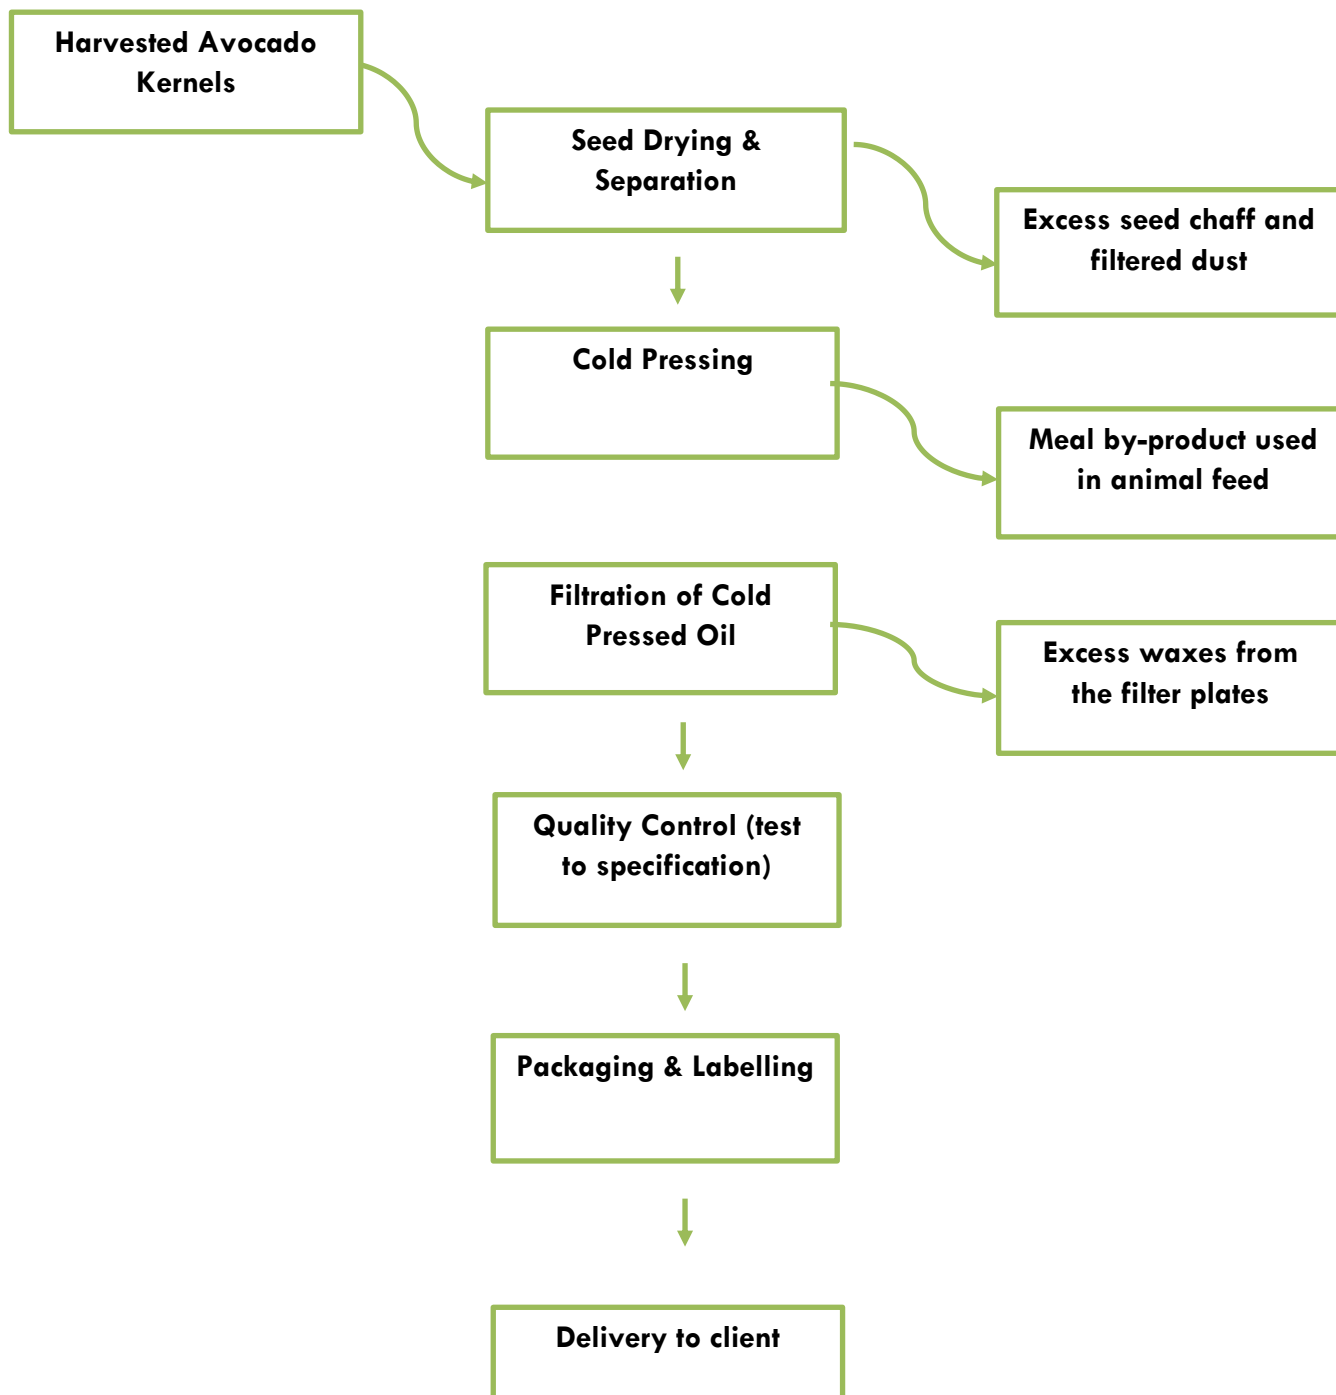 Harvested Avocado
Kernels
Seed Drying &
Separation
Excess seed chaff and
filtered dust
Cold Pressing
Meal by-product used
in animal feed
Filtration of Cold
Pressed Oil
Excess waxes from
the filter plates
Quality Control (test
to specification)
Packaging & Labelling
Delivery to client